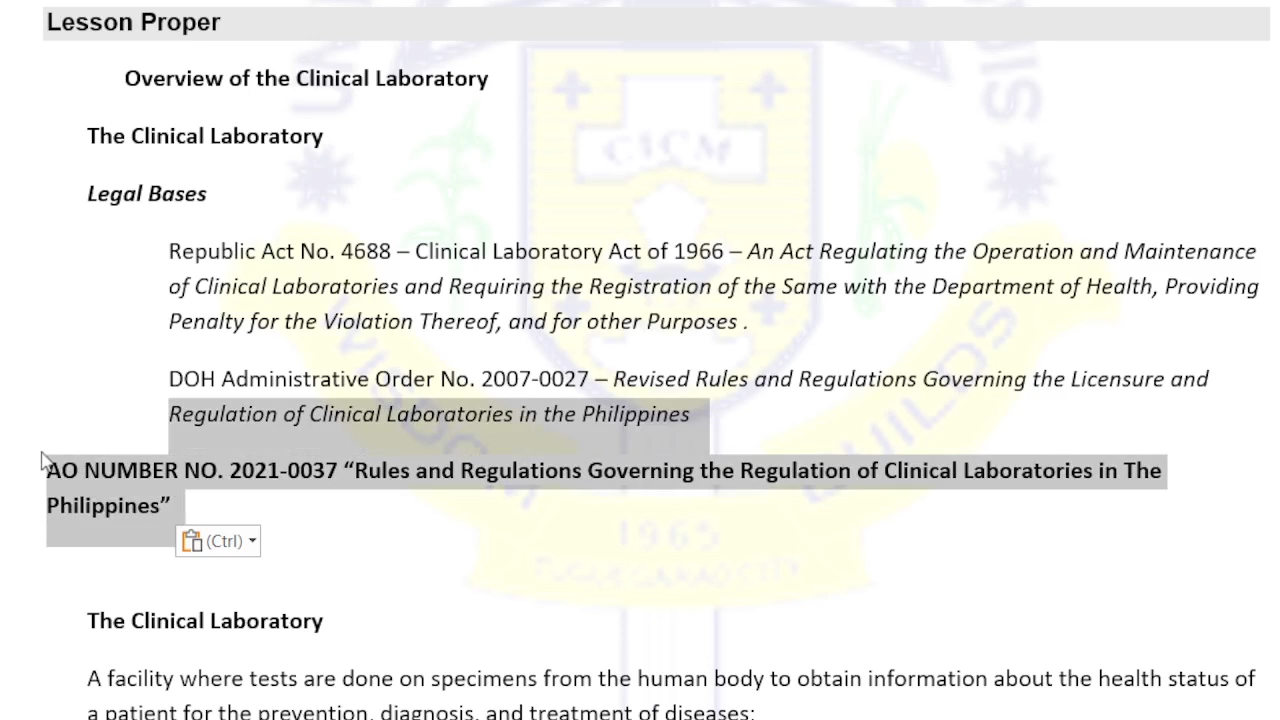 Lesson Proper
Overview of the Clinical Laboratory
The Clinical Laboratory
Legal Bases
Republic Act No. 4688 – Clinical Laboratory Act of 1966 – An Act Regulating the Operation and Maintenance
of Clinical Laboratories and Requiring the Registration of the Same with the Department of Health, Providing
Penalty for the Violation Thereof, and for other Purposes .
DOH Administrative Order No. 2007-0027 – Revised Rules and Regulations Governing the Licensure and
Regulation of Clinical Laboratories in the Philippines
AO NUMBER NO. 2021-0037 “Rules and Regulations Governing the Regulation of Clinical Laboratories in The
Philippines”
(Ctrl)
The Clinical Laboratory
A facility where tests are done on specimens from the human body to obtain information about the health status of
a patient for the prevention, diagnosis, and treatment of diseases;
CICM
WISDOM
BUILDS
1965